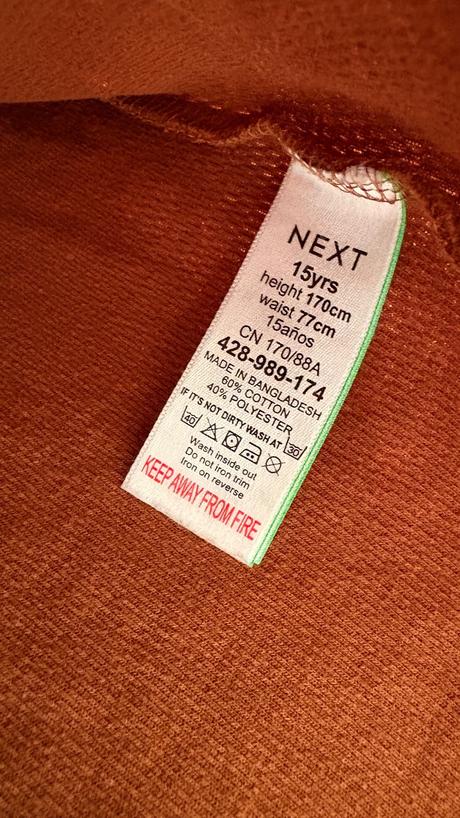 NEXT
15yrs
height 170cm
waist 77cm
15años
CN 170/88A
428-989-174
MADE IN BANGLADESH
60% COTTON
40% POLYESTER
IF IT'S NOT DIRTY WASH AT 30
40
Wash inside out
Do not iron trim
Iron on reverse
KEEP AWAY FROM FIRE